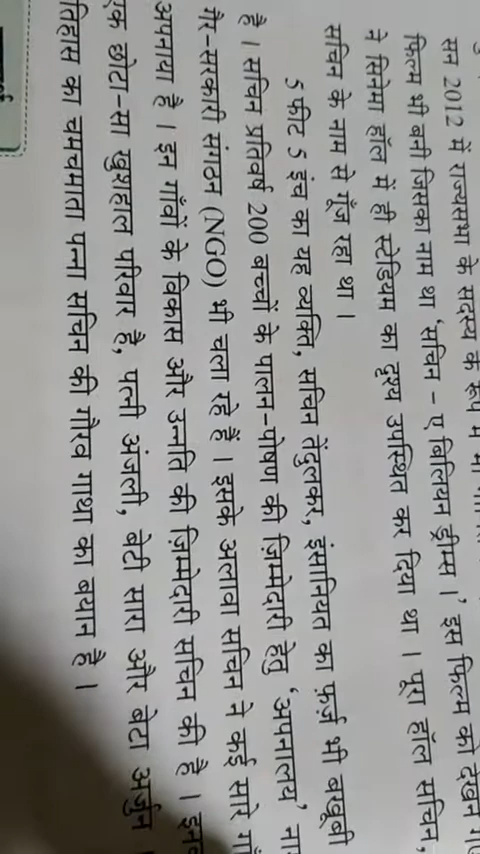 सन 2012 में राज्यसभा के सदस्य के रूप में भी
फिल्म भी बनी जिसका नाम था 'सचिन – ए बिलियन ड्रीम्स।' इस फिल्म को देखने
ने सिनेमा हॉल में ही स्टेडियम का दृश्य उपस्थित कर दिया था। पूरा हॉल सचिन,
सचिन के नाम से गूँज रहा था।
5 फीट 5 इंच का यह व्यक्ति, सचिन तेंदुलकर, इंसानियत का फ़र्ज़ भी बखूबी
है। सचिन प्रतिवर्ष 200 बच्चों के पालन-पोषण की ज़िम्मेदारी हेतु 'अपनालय'
गैर-सरकारी संगठन (NGO) भी चला रहे हैं। इसके अलावा सचिन ने कई सारे
अपनाया है। इन गाँवों के विकास और उन्नति की ज़िम्मेदारी सचिन की है।
एक छोटा-सा खुशहाल परिवार है, पत्नी अंजली, बेटी सारा और बेटा अर्जुन
का चमचमाता पन्ना सचिन की गौरव गाथा का बयान है।